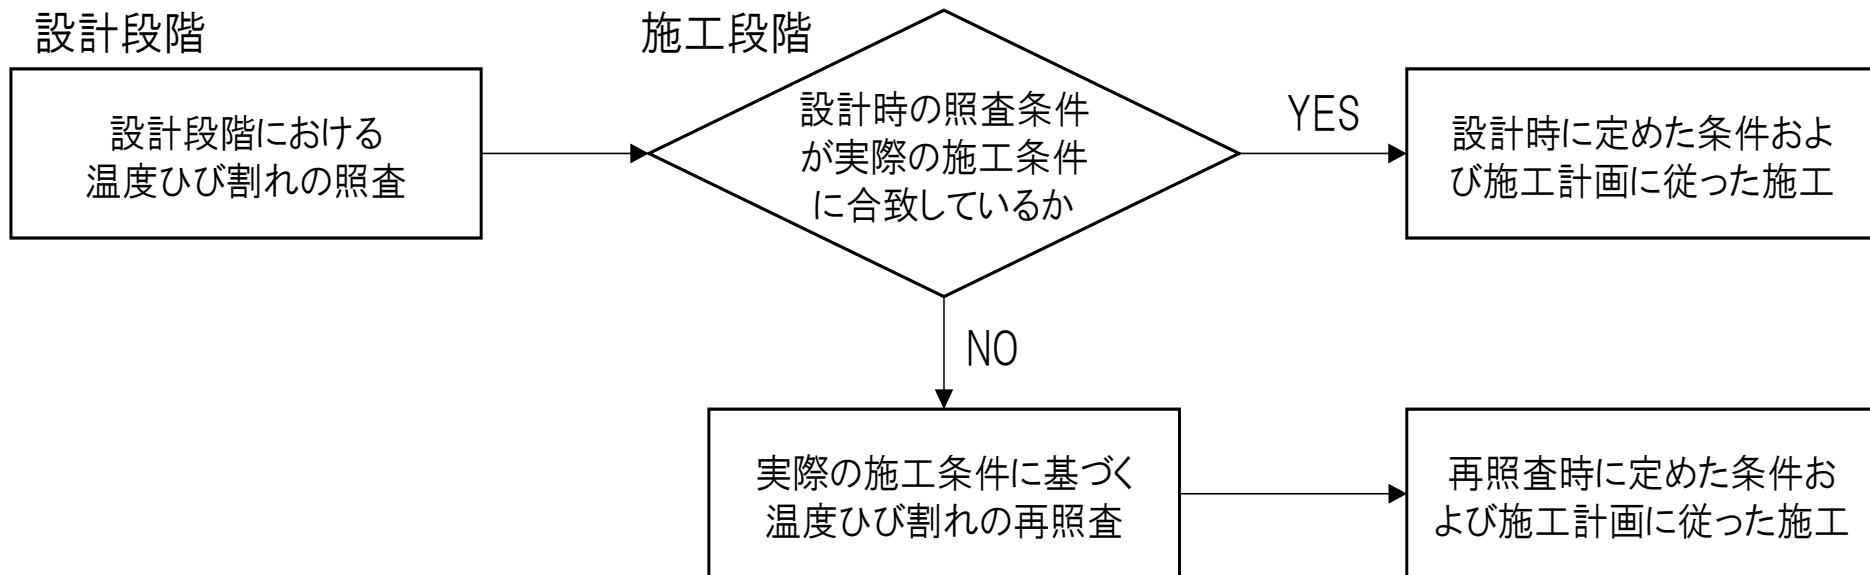 設計段階
設計段階における
温度ひび割れの照査
施工段階
設計時の照査条件
が実際の施工条件
に合致しているか
YES
設計時に定めた条件およ
び施工計画に従った施工
NO
実際の施工条件に基づく
温度ひび割れの再照査
再照査時に定めた条件お
よび施工計画に従った施工